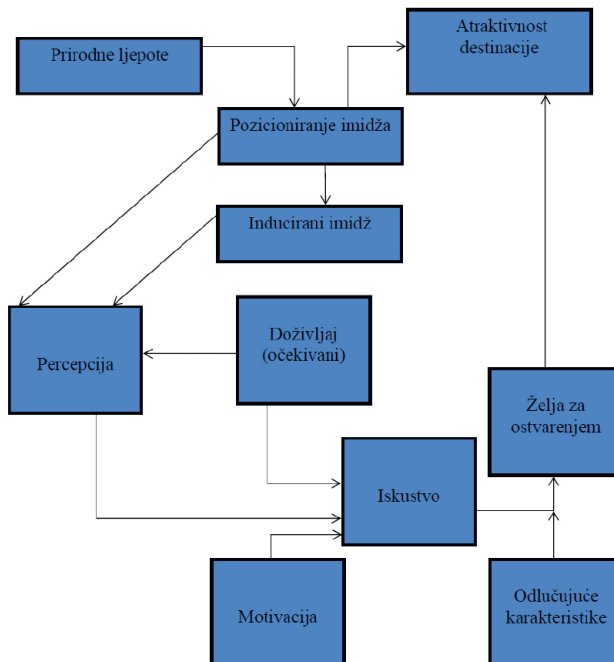 Prirodne ljepote
Atraktivnost
destinacije
Pozicioniranje imidža
Inducirani imidž
Percepcija
Doživljaj
(očekivani)
Želja za
ostvarenjem
Iskustvo
Motivacija
Odlučujuće
karakteristike